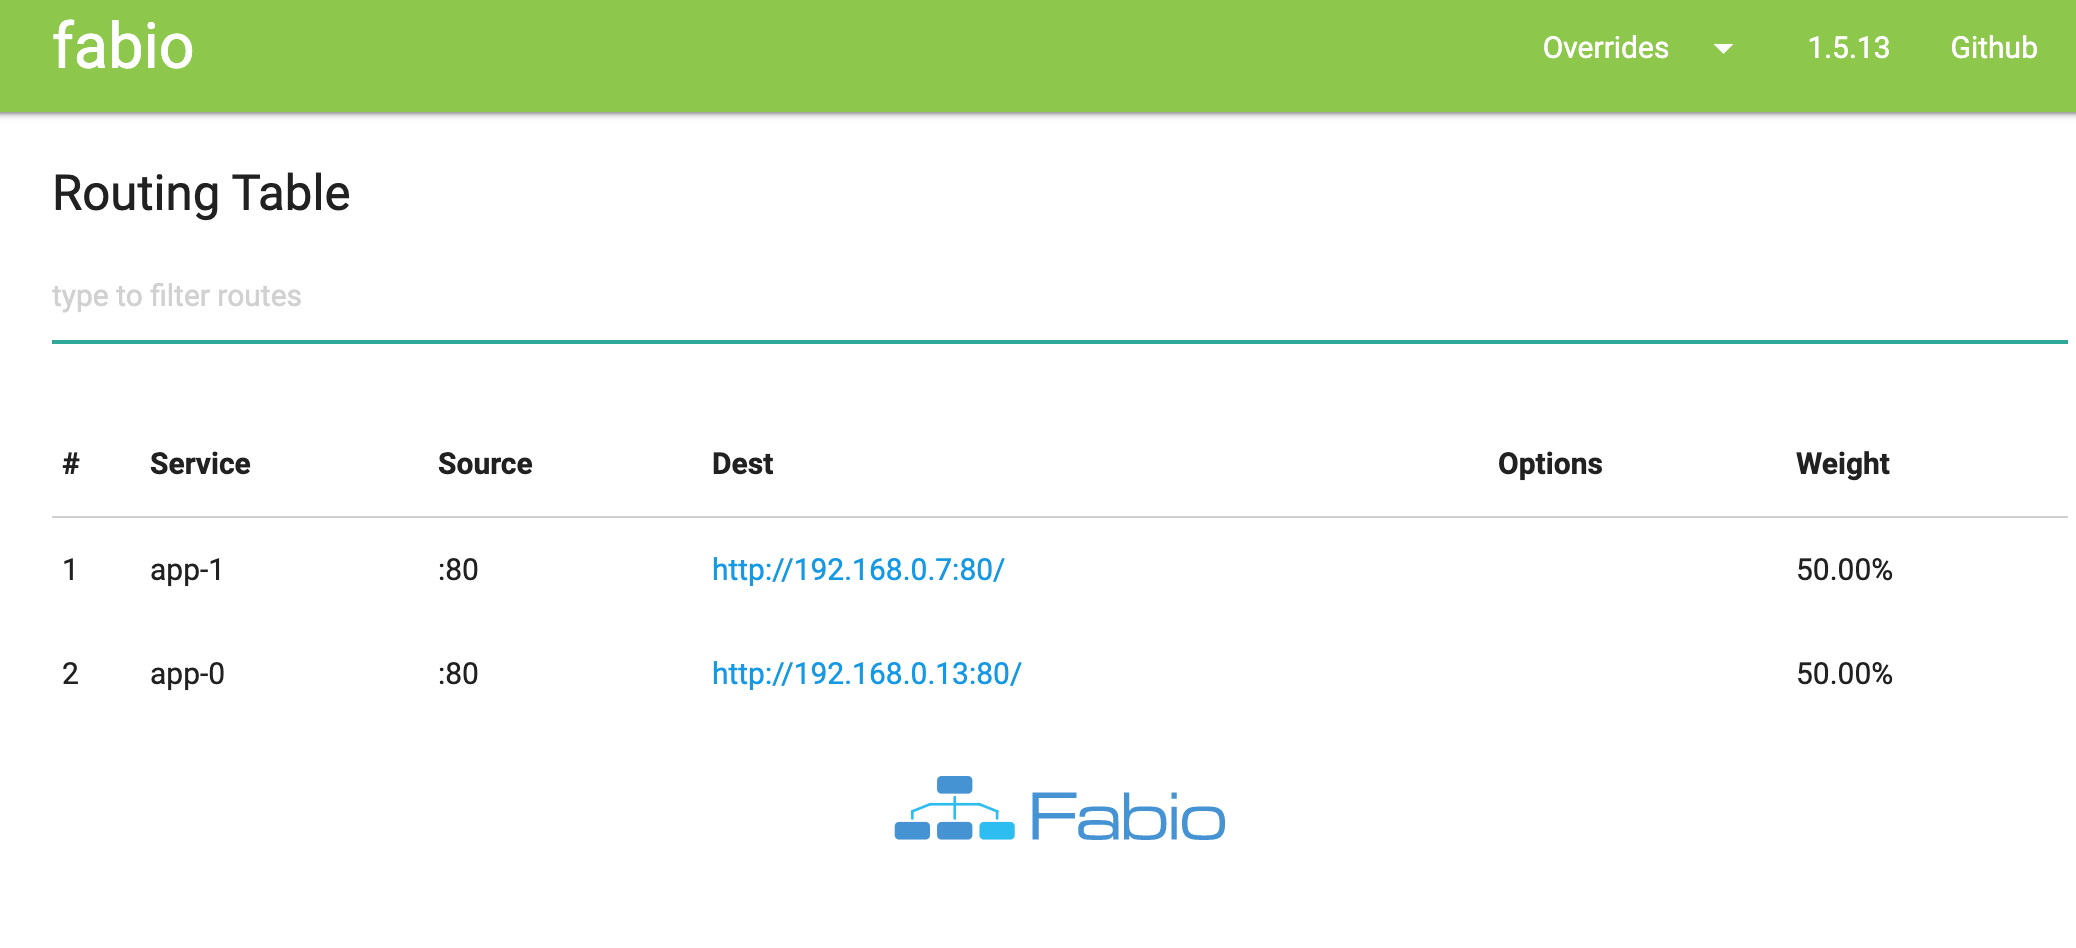 fabio Overrides 1.5.13 Github
Routing Table
type to filter routes
# Service Source Dest Options Weight
1 app-1 :80 http://192.168.0.7:80/ 50.00%
2 app-0 :80 http://192.168.0.13:80/ 50.00%
Fabio